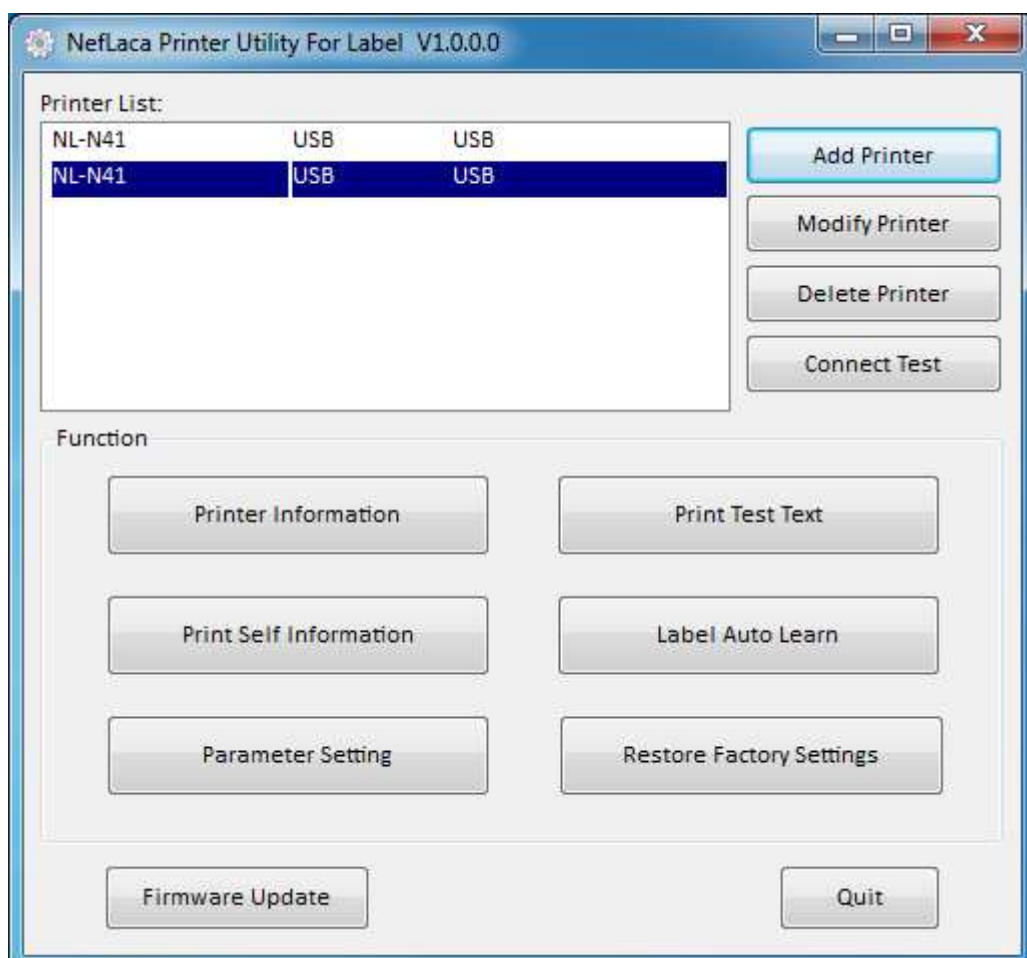 NefLaca Printer Utility For Label V1.0.0.0
Printer List:
NL-N41 USB USB
NL-N41 USB USB
Add Printer
Modify Printer
Delete Printer
Connect Test
Function
Printer Information
Print Test Text
Print Self Information
Label Auto Learn
Parameter Setting
Restore Factory Settings
Firmware Update
Quit